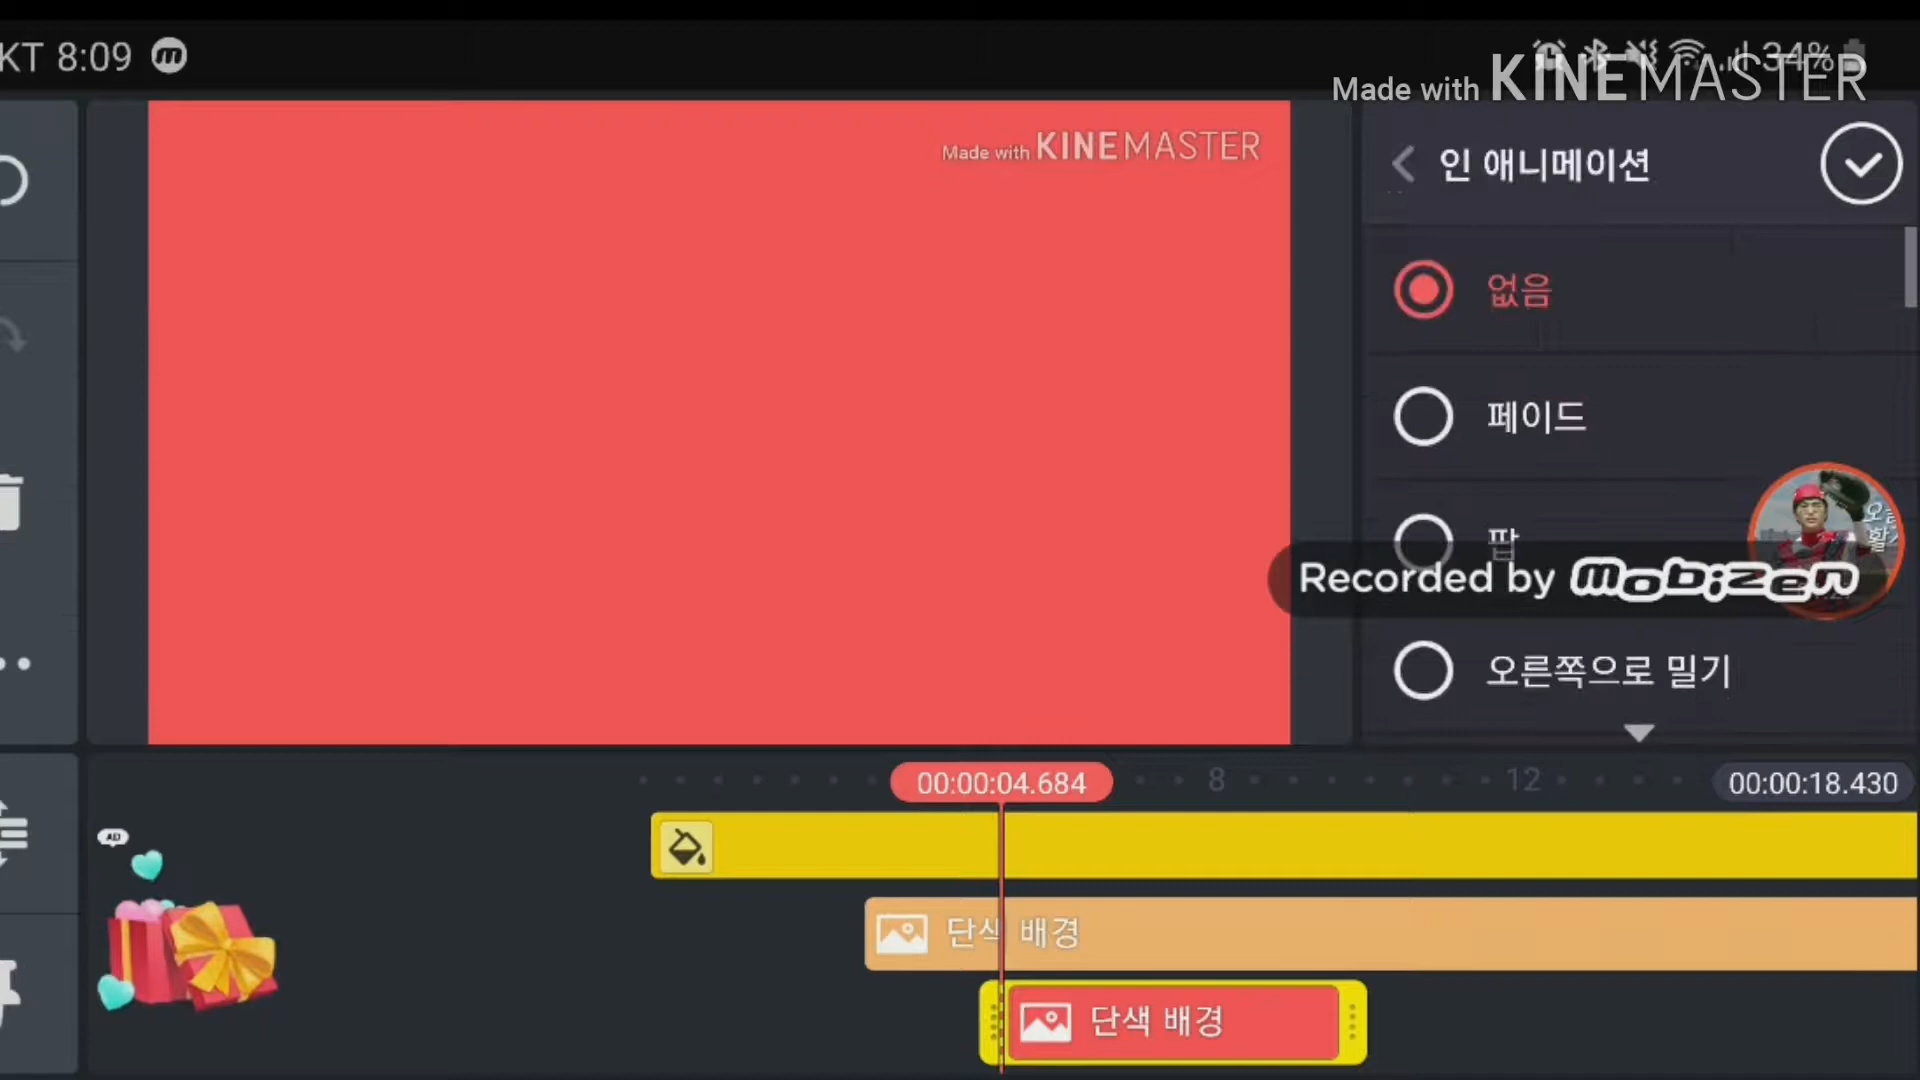 KT 8:09
34%
Made with KINEMASTER
Made with KINEMASTER
인 애니메이션
없음
페이드
팝
Recorded by mobizen
오른쪽으로 밀기
00:00:04.684
8
12
00:00:18.430
AD
단색 배경
단색 배경